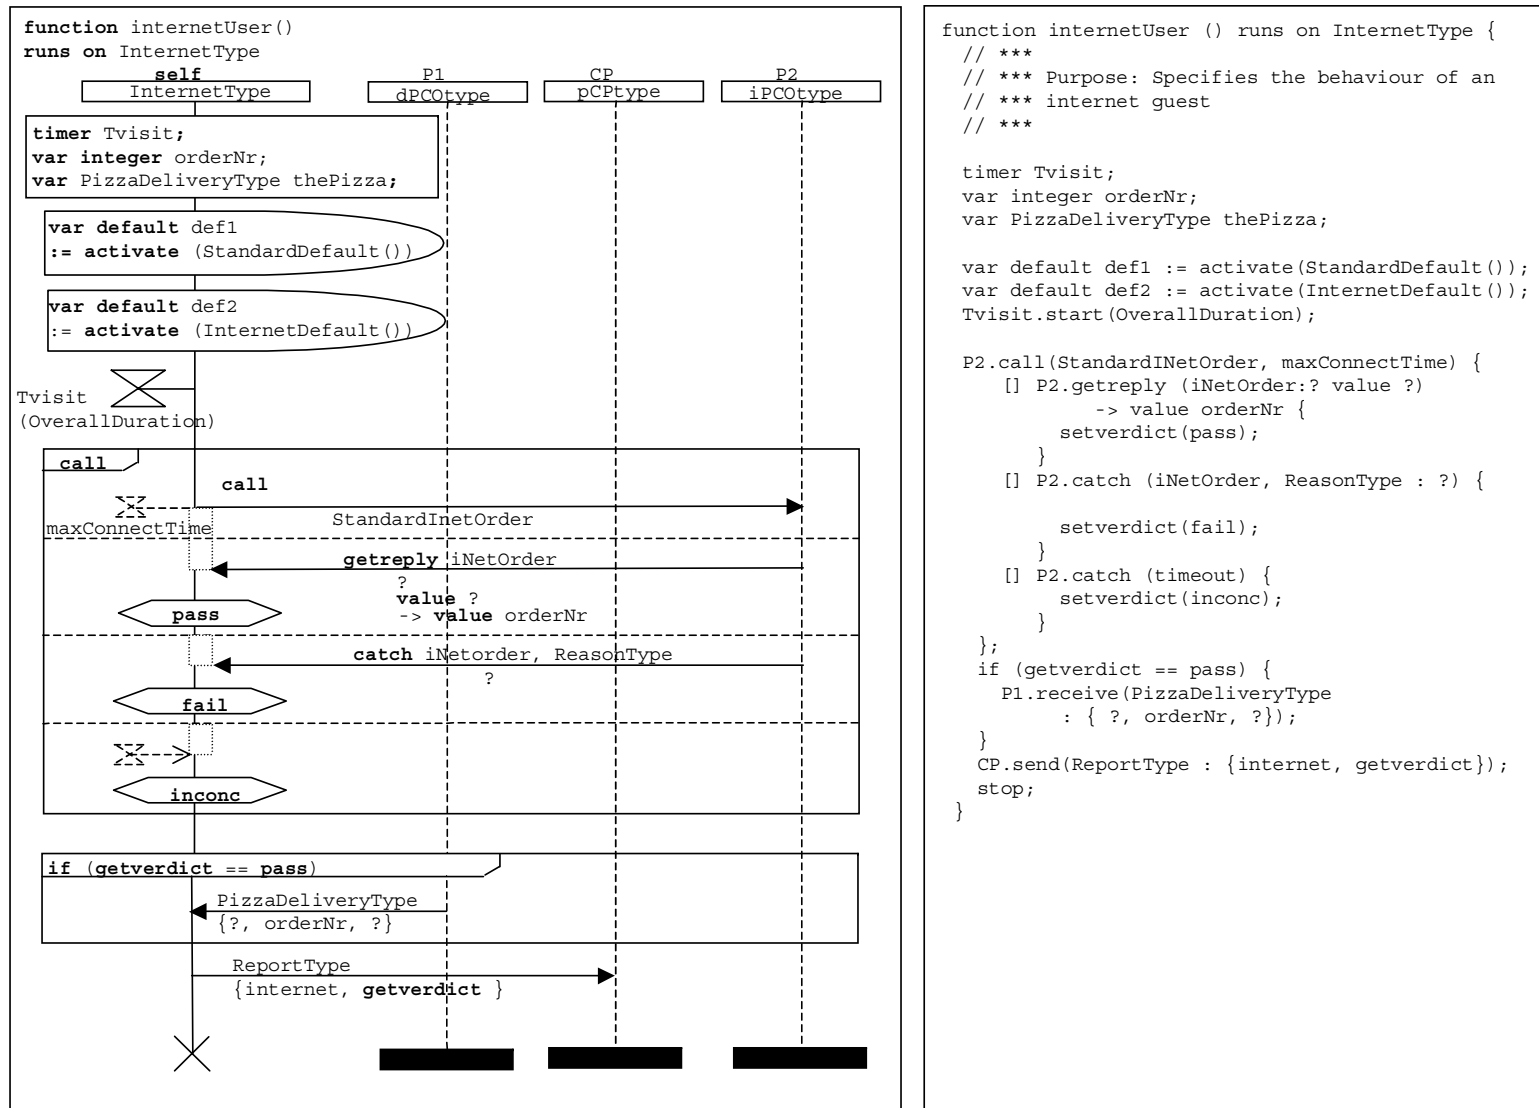 function internetUser()
runs on InternetType
self
InternetType
P1
dPCOtype
CP
pCPtype
P2
iPCOtype
timer Tvisit;
var integer orderNr;
var PizzaDeliveryType thePizza;
var default def1
:= activate (StandardDefault())
var default def2
:= activate (InternetDefault())
Tvisit
(OverallDuration)
call
call
maxConnectTime
StandardInetOrder
getreply iNetOrder
?
value ?
-> value orderNr
pass
catch iNetorder, ReasonType
?
fail
inconc
if (getverdict == pass)
PizzaDeliveryType
{?, orderNr, ?}
ReportType
{internet, getverdict }
function internetUser () runs on InternetType {
// ***
// *** Purpose: Specifies the behaviour of an
// *** internet guest
// ***
timer Tvisit;
var integer orderNr;
var PizzaDeliveryType thePizza;
var default def1 := activate(StandardDefault());
var default def2 := activate(InternetDefault());
Tvisit.start(OverallDuration);
P2.call(StandardINetOrder, maxConnectTime) {
[] P2.getreply (iNetOrder:? value ?)
-> value orderNr {
setverdict(pass);
}
[] P2.catch (iNetOrder, ReasonType : ?) {
setverdict(fail);
}
[] P2.catch (timeout) {
setverdict(inconc);
}
};
if (getverdict == pass) {
P1.receive(PizzaDeliveryType
: { ?, orderNr, ?});
}
CP.send(ReportType : {internet, getverdict});
stop;
}